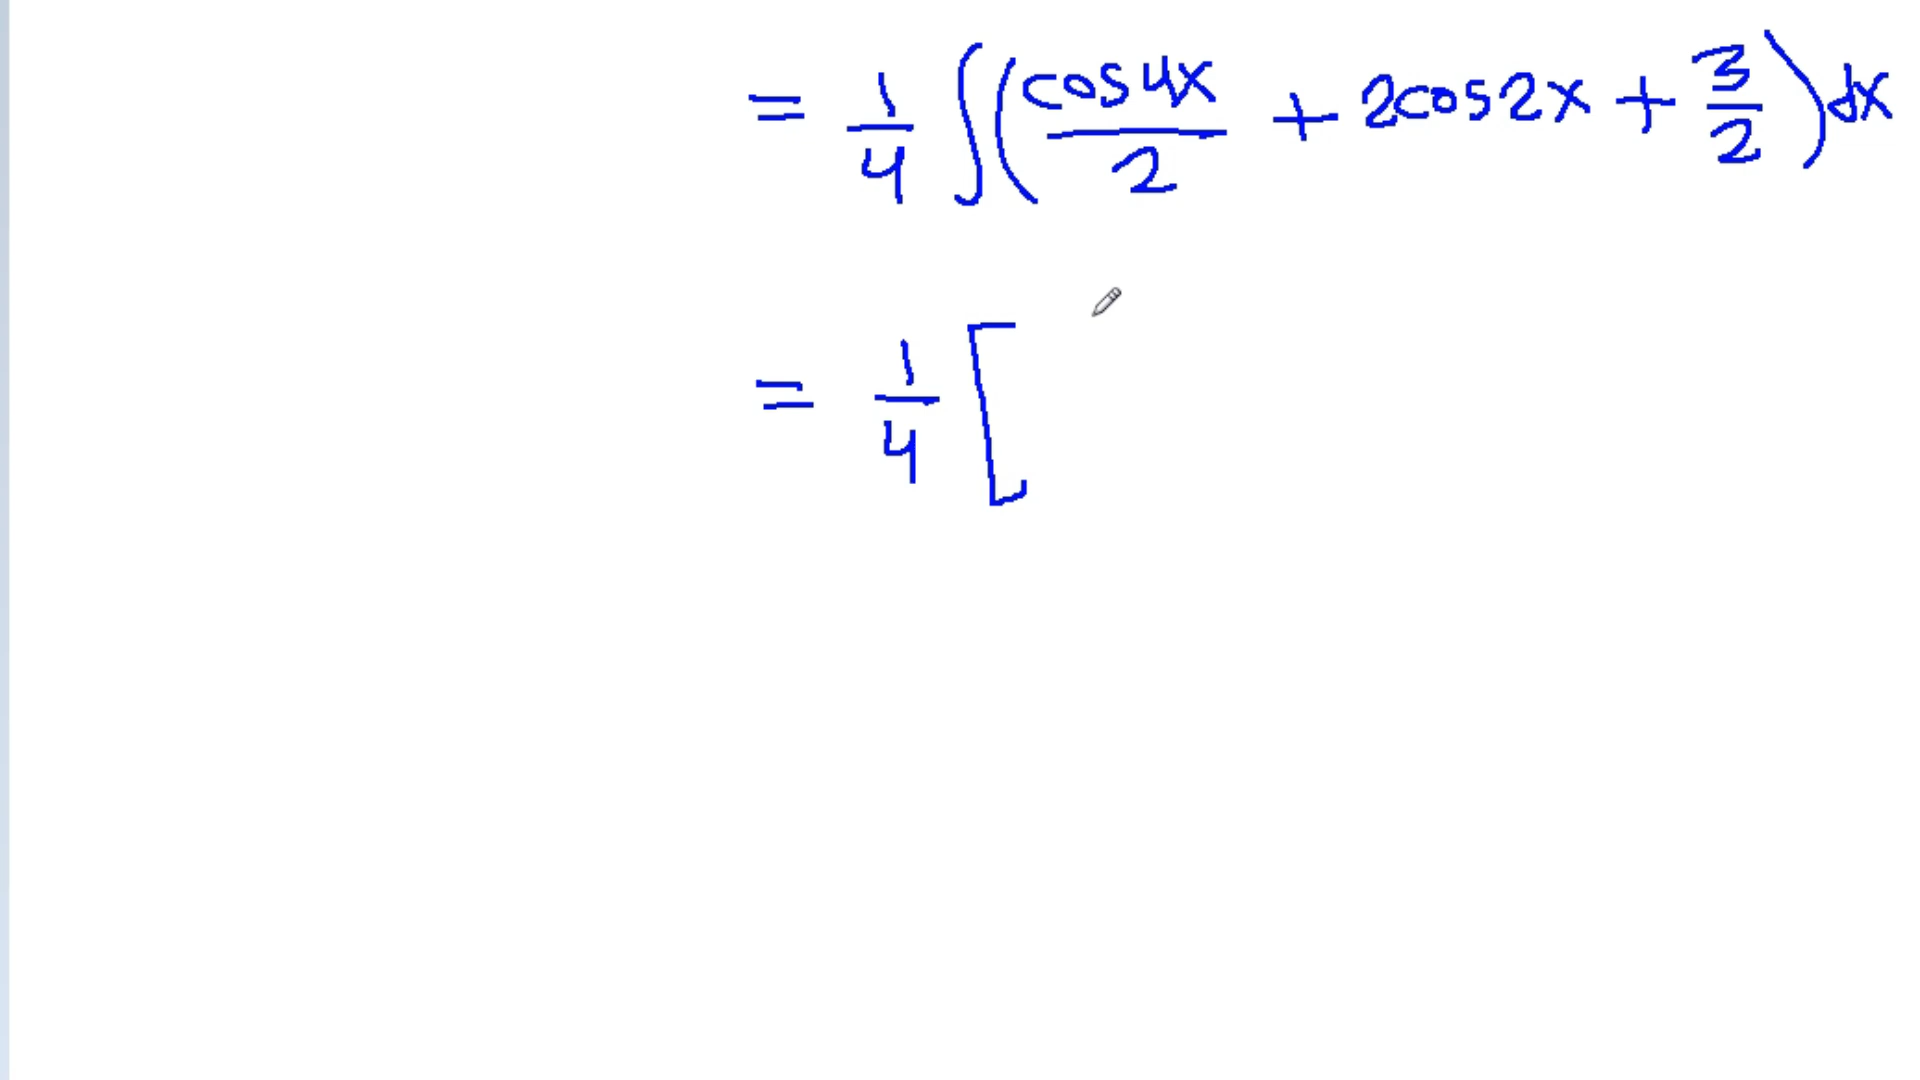 = 1/4 ∫(cos4x/2 + 2cos2x + 3/2)dx
= 1/4 [